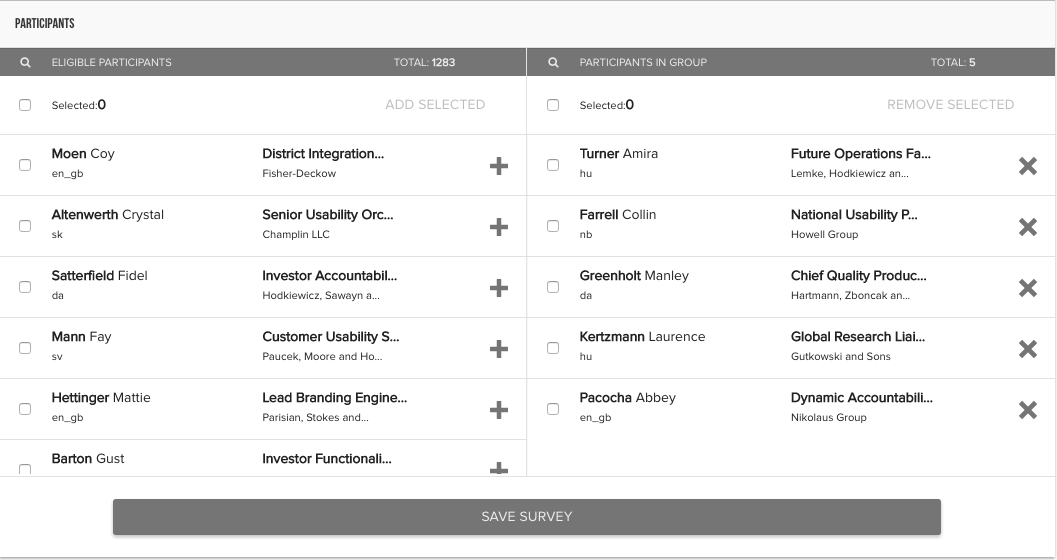 PARTICIPANTS
ELIGIBLE PARTICIPANTS TOTAL: 1283
Selected:0 ADD SELECTED
Moen Coy District Integration...
en_gb Fisher-Deckow
Altenwerth Crystal Senior Usability Orc...
sk Champlin LLC
Satterfield Fidel Investor Accountabil...
da Hodkiewicz, Sawayn a...
Mann Fay Customer Usability S...
sv Paucek, Moore and Ho...
Hettinger Mattie Lead Branding Engine...
en_gb Parisian, Stokes and...
Barton Gust Investor Functionali...
PARTICIPANTS IN GROUP TOTAL: 5
Selected:0 REMOVE SELECTED
Turner Amira Future Operations Fa...
hu Lemke, Hodkiewicz an...
Farrell Collin National Usability P...
nb Howell Group
Greenholt Manley Chief Quality Produc...
da Hartmann, Zboncak an...
Kertzmann Laurence Global Research Liai...
hu Gutkowski and Sons
Pacocha Abbey Dynamic Accountabili...
en_gb Nikolaus Group
SAVE SURVEY